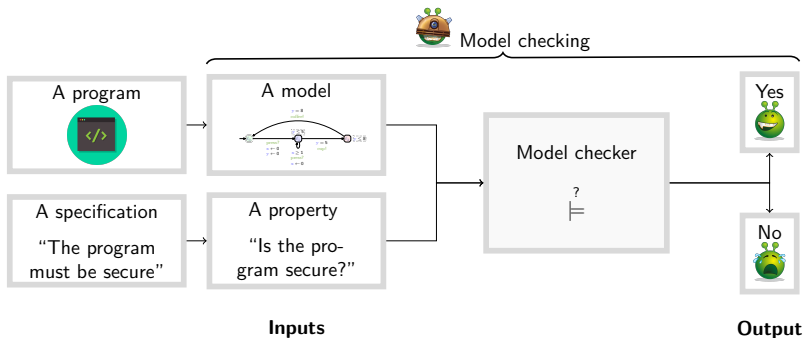 Model checking
A program
</>
A model
A specification
“The program
must be secure”
A property
“Is the pro-
gram secure?”
Model checker
?
⊨
Yes
No
Inputs
Output